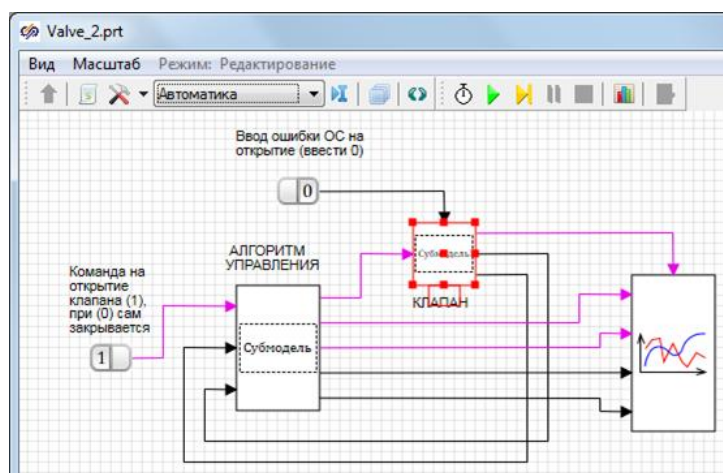 Valve_2.prt
Вид Масштаб Режим: Редактирование
Автоматика
Ввод ошибки ОС на
открытие (ввести 0)
0
АЛГОРИТМ
УПРАВЛЕНИЯ
Субмодель
КЛАПАН
Команда на
открытие
клапана (1),
при (0) сам
закрывается
1
Субмодель